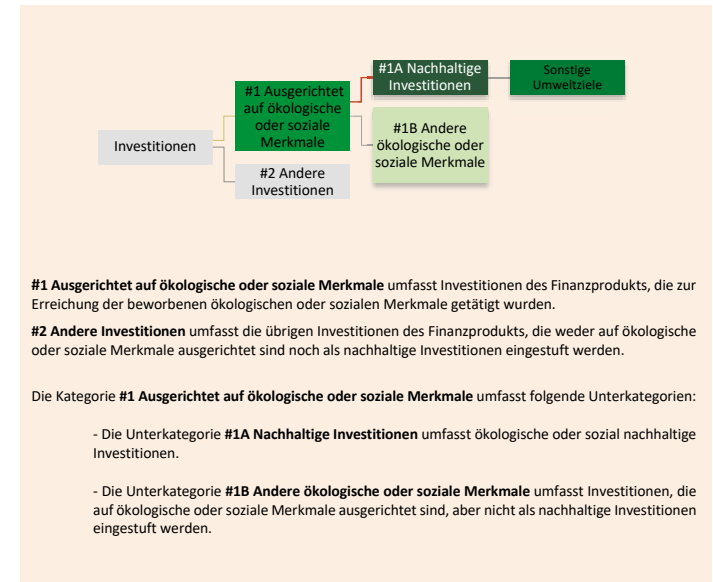 #1A Nachhaltige
Investitionen
Sonstige
Umweltziele
#1 Ausgerichtet
auf ökologische
oder soziale
Merkmale
#1B Andere
ökologische oder
soziale Merkmale
Investitionen
#2 Andere
Investitionen
#1 Ausgerichtet auf ökologische oder soziale Merkmale umfasst Investitionen des Finanzprodukts, die zur
Erreichung der beworbenen ökologischen oder sozialen Merkmale getätigt wurden.
#2 Andere Investitionen umfasst die übrigen Investitionen des Finanzprodukts, die weder auf ökologische
oder soziale Merkmale ausgerichtet sind noch als nachhaltige Investitionen eingestuft werden.
Die Kategorie #1 Ausgerichtet auf ökologische oder soziale Merkmale umfasst folgende Unterkategorien:
- Die Unterkategorie #1A Nachhaltige Investitionen umfasst ökologische oder sozial nachhaltige
Investitionen.
- Die Unterkategorie #1B Andere ökologische oder soziale Merkmale umfasst Investitionen, die
auf ökologische oder soziale Merkmale ausgerichtet sind, aber nicht als nachhaltige Investitionen
eingestuft werden.